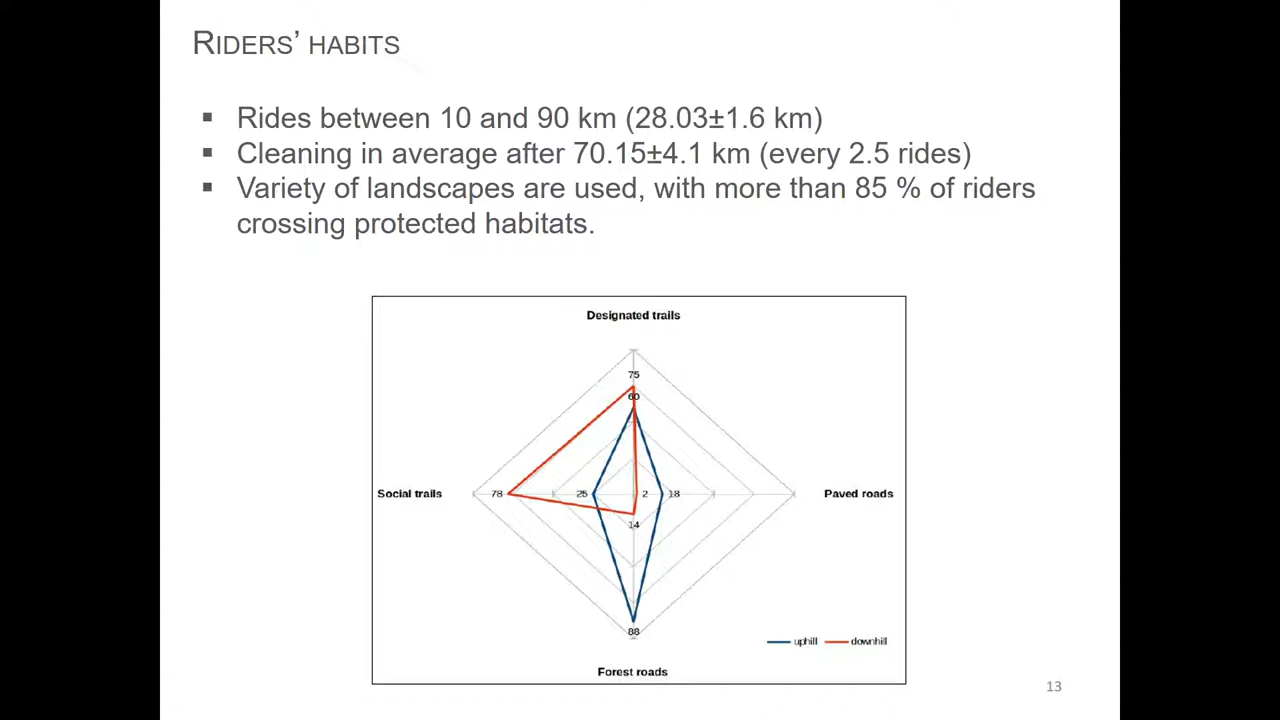 RIDERS' HABITS
▪ Rides between 10 and 90 km (28.03±1.6 km)
▪ Cleaning in average after 70.15±4.1 km (every 2.5 rides)
▪ Variety of landscapes are used, with more than 85 % of riders
crossing protected habitats.
Designated trails
75
60
Social trails
78
25
2
18
Paved roads
14
88
uphill
downhill
Forest roads
13